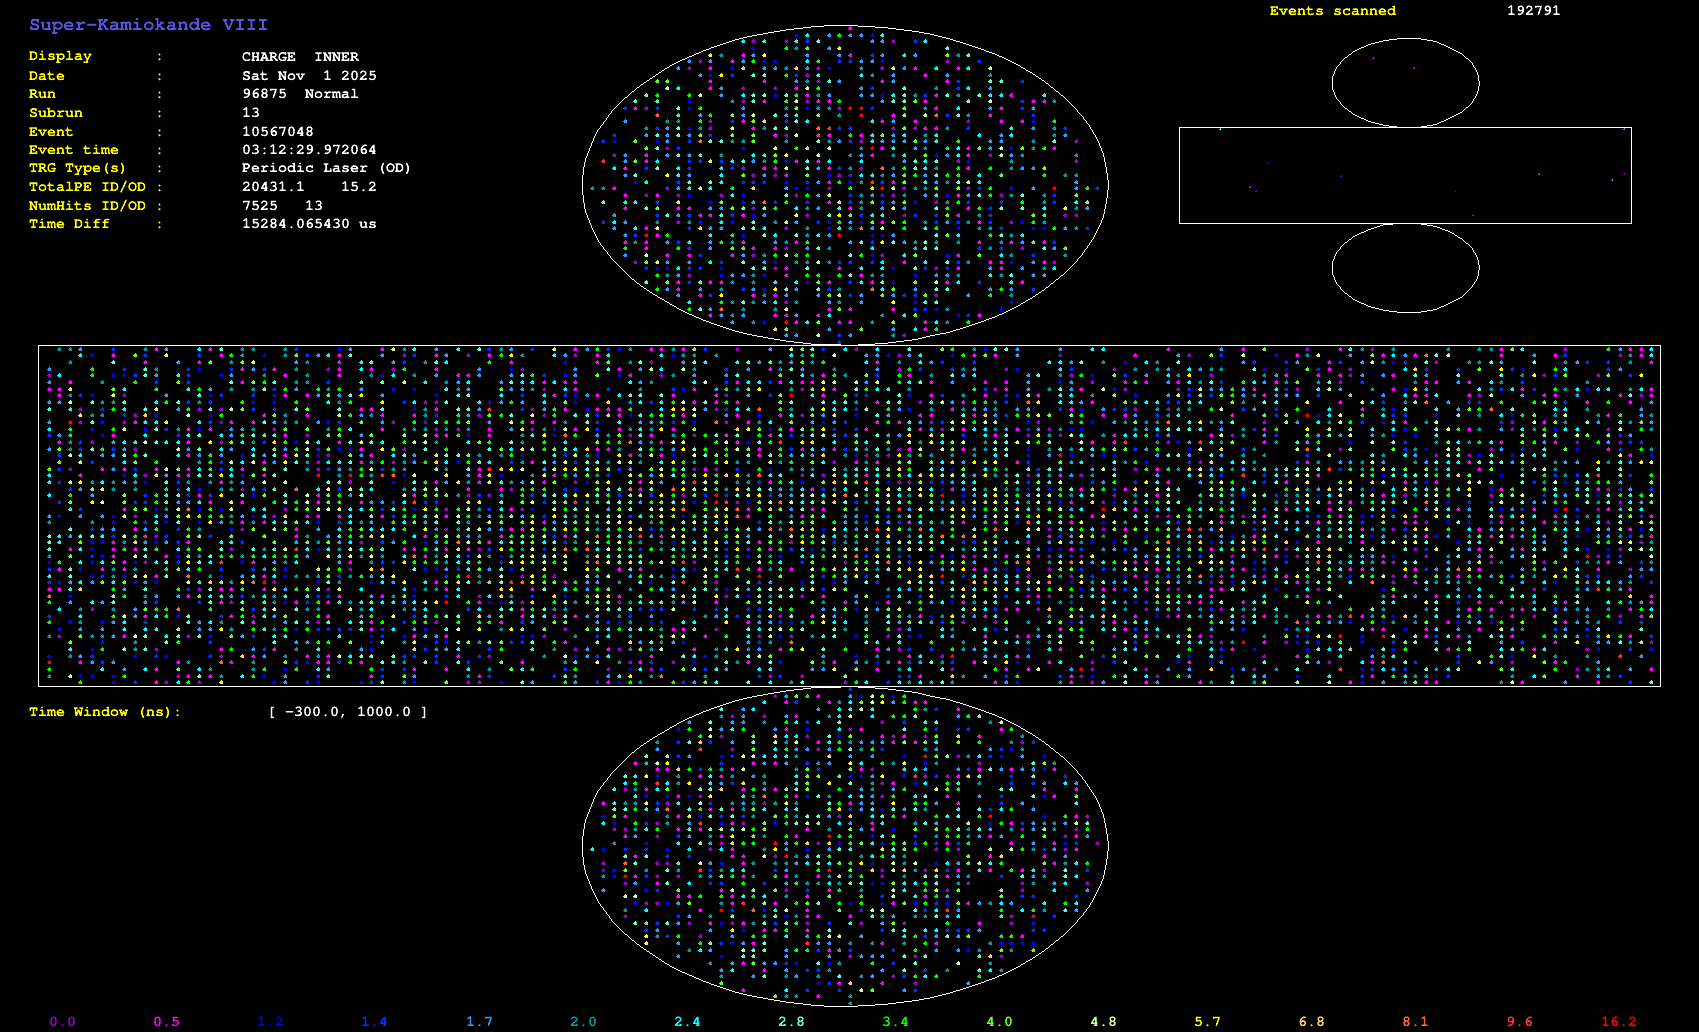 Super-Kamiokande VIII
Events scanned 192791
Display : CHARGE INNER
Date : Sat Nov 1 2025
Run : 96875 Normal
Subrun : 13
Event : 10567048
Event time : 03:12:29.972064
TRG Type(s) : Periodic Laser (OD)
TotalPE ID/OD : 20431.1 15.2
NumHits ID/OD : 7525 13
Time Diff : 15284.065430 us
Time Window (ns): [ -300.0, 1000.0 ]
0.0 0.5 1.2 1.4 1.7 2.0 2.4 2.8 3.4 4.0 4.8 5.7 6.8 8.1 9.6 16.2